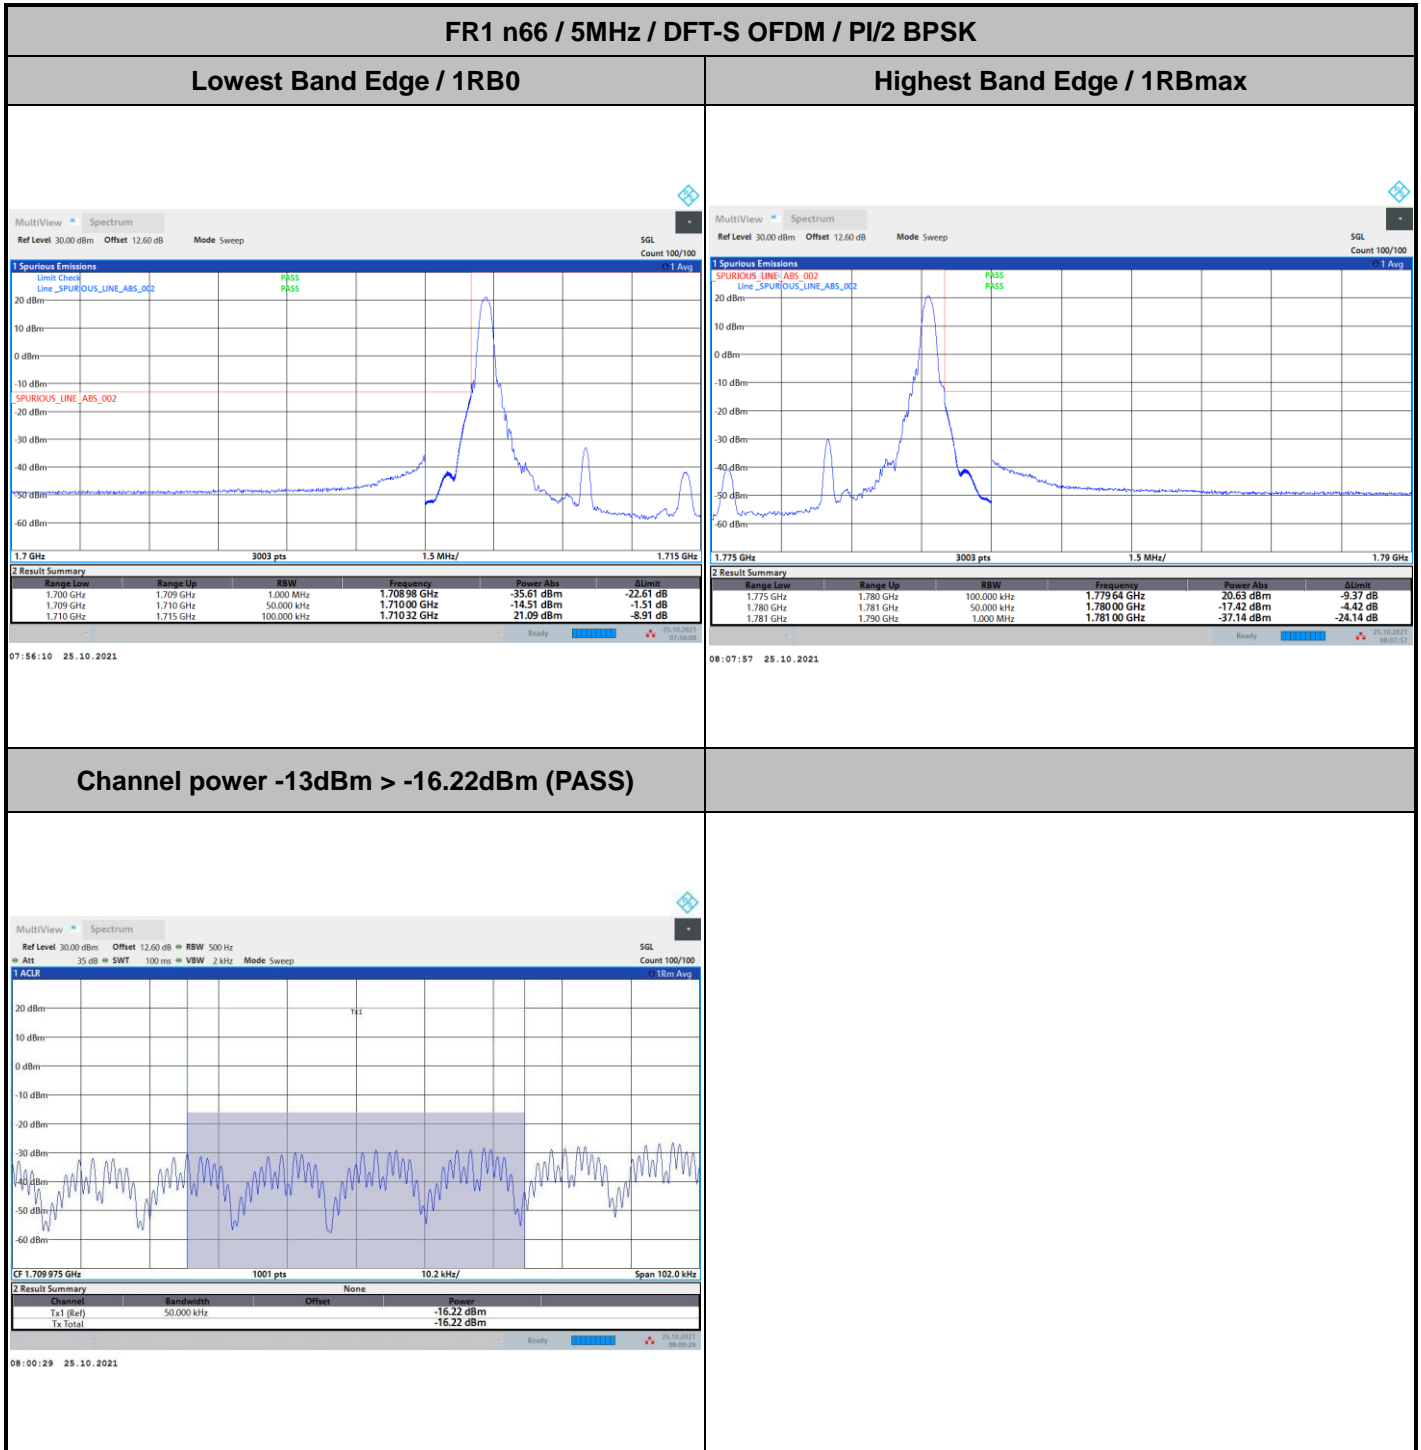 FR1 n66 / 5MHz / DFT-S OFDM / PI/2 BPSK
Lowest Band Edge / 1RB0
Highest Band Edge / 1RBmax
MultiView Spectrum
Ref Level 30.00 dBm Offset 12.60 dB Mode Sweep
SGL
Count 100/100
1 Spurious Emissions
1 Avg
Limit Check PASS
Line _SPURIOUS_LINE_ABS_002 PASS
20 dBm
10 dBm
0 dBm
-10 dBm
_SPURIOUS_LINE_ABS_002
-20 dBm
-30 dBm
-40 dBm
-50 dBm
-60 dBm
1.7 GHz 3003 pts 1.5 MHz/ 1.715 GHz
2 Result Summary
Range Low Range Up RBW Frequency Power Abs ΔLimit
1.700 GHz 1.709 GHz 1.000 MHz 1.708 98 GHz -35.61 dBm -22.61 dB
1.709 GHz 1.710 GHz 50.000 kHz 1.710 00 GHz -14.51 dBm -1.51 dB
1.710 GHz 1.715 GHz 100.000 kHz 1.710 32 GHz 21.09 dBm -8.91 dB
Ready
25.10.2021
07:56:09
07:56:10 25.10.2021
MultiView Spectrum
Ref Level 30.00 dBm Offset 12.60 dB Mode Sweep
SGL
Count 100/100
1 Spurious Emissions
1 Avg
PASS
Line _SPURIOUS_LINE_ABS_002 PASS
20 dBm
10 dBm
0 dBm
-10 dBm
-20 dBm
-30 dBm
-40 dBm
-50 dBm
-60 dBm
1.775 GHz 3003 pts 1.5 MHz/ 1.79 GHz
2 Result Summary
Range Low Range Up RBW Frequency Power Abs ΔLimit
1.775 GHz 1.780 GHz 100.000 kHz 1.779 64 GHz 20.63 dBm -9.37 dB
1.780 GHz 1.781 GHz 50.000 kHz 1.780 00 GHz -17.42 dBm -4.42 dB
1.781 GHz 1.790 GHz 1.000 MHz 1.781 00 GHz -37.14 dBm -24.14 dB
Ready
25.10.2021
08:07:57
08:07:57 25.10.2021
Channel power -13dBm > -16.22dBm (PASS)
MultiView Spectrum
Ref Level 30.00 dBm Offset 12.60 dB RBW 500 Hz
SGL
Att 35 dB SWT 100 ms VBW 2 kHz Mode Sweep
Count 100/100
1 ACLR
1Rm Avg
Tx1
20 dBm
10 dBm
0 dBm
-10 dBm
-20 dBm
-30 dBm
-40 dBm
-50 dBm
-60 dBm
CF 1.709 975 GHz 1001 pts 10.2 kHz/ Span 102.0 kHz
2 Result Summary None
Channel Bandwidth Offset Power
Tx1 (Ref) 50.000 kHz -16.22 dBm
Tx Total -16.22 dBm
Ready
25.10.2021
08:00:29
08:00:29 25.10.2021